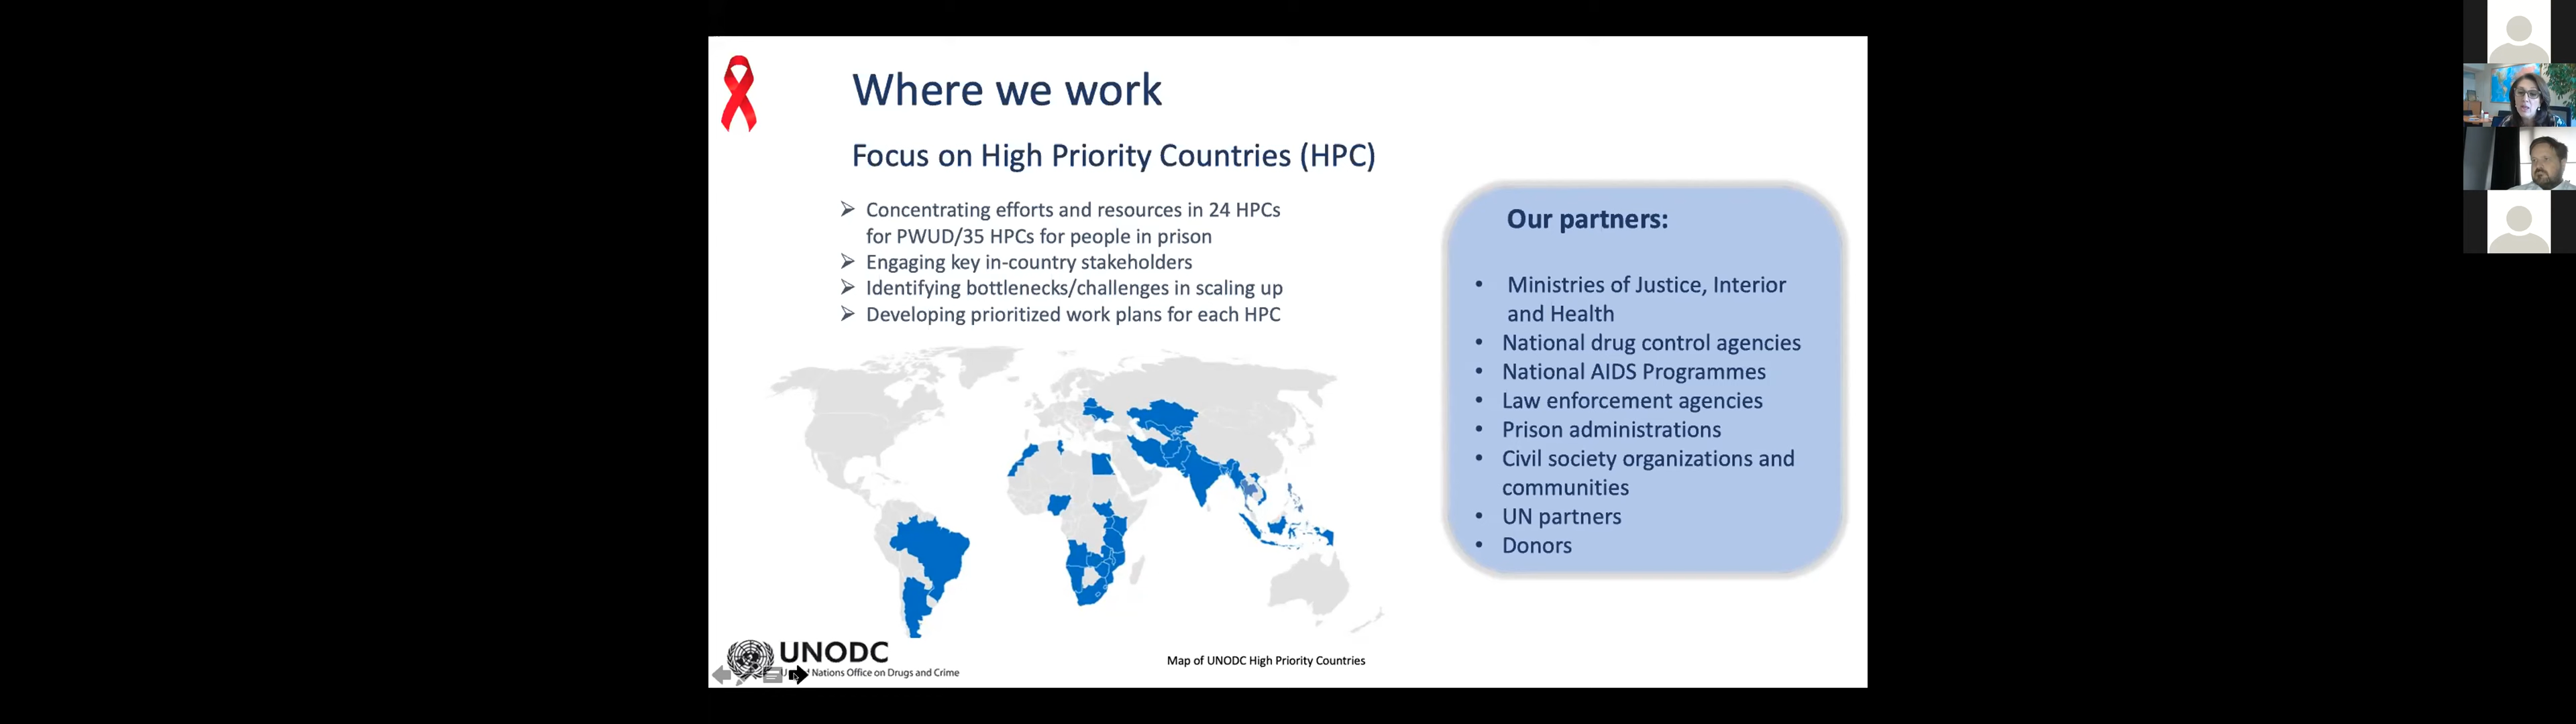 Where we work
Focus on High Priority Countries (HPC)
Concentrating efforts and resources in 24 HPCs
for PWUD/35 HPCs for people in prison
Engaging key in-country stakeholders
Identifying bottlenecks/challenges in scaling up
Developing prioritized work plans for each HPC
Our partners:
• Ministries of Justice, Interior
and Health
• National drug control agencies
• National AIDS Programmes
• Law enforcement agencies
• Prison administrations
• Civil society organizations and
communities
• UN partners
• Donors
UNODC
Nations Office on Drugs and Crime
Map of UNODC High Priority Countries